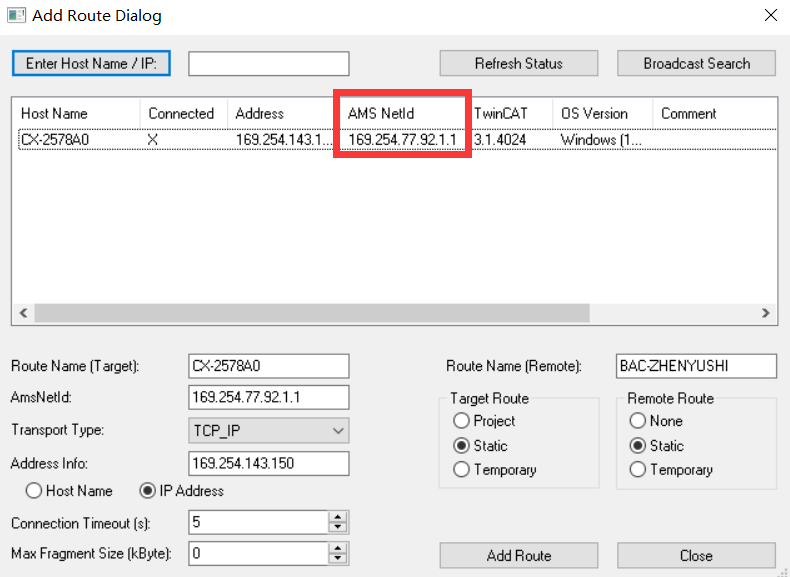 Add Route Dialog
Enter Host Name / IP: Refresh Status Broadcast Search
Host Name Connected Address AMS NetId TwinCAT OS Version Comment
CX-2578A0 X 169.254.143.1... 169.254.77.92.1.1 3.1.4024 Windows (1...
Route Name (Target): CX-2578A0 Route Name (Remote): BAC-ZHENYUSHI
AmsNetId: 169.254.77.92.1.1 Target Route Remote Route
Project None
Transport Type: TCP_IP Static Static
Address Info: 169.254.143.150 Temporary Temporary
Host Name IP Address
Connection Timeout (s): 5
Max Fragment Size (kByte): 0 Add Route Close